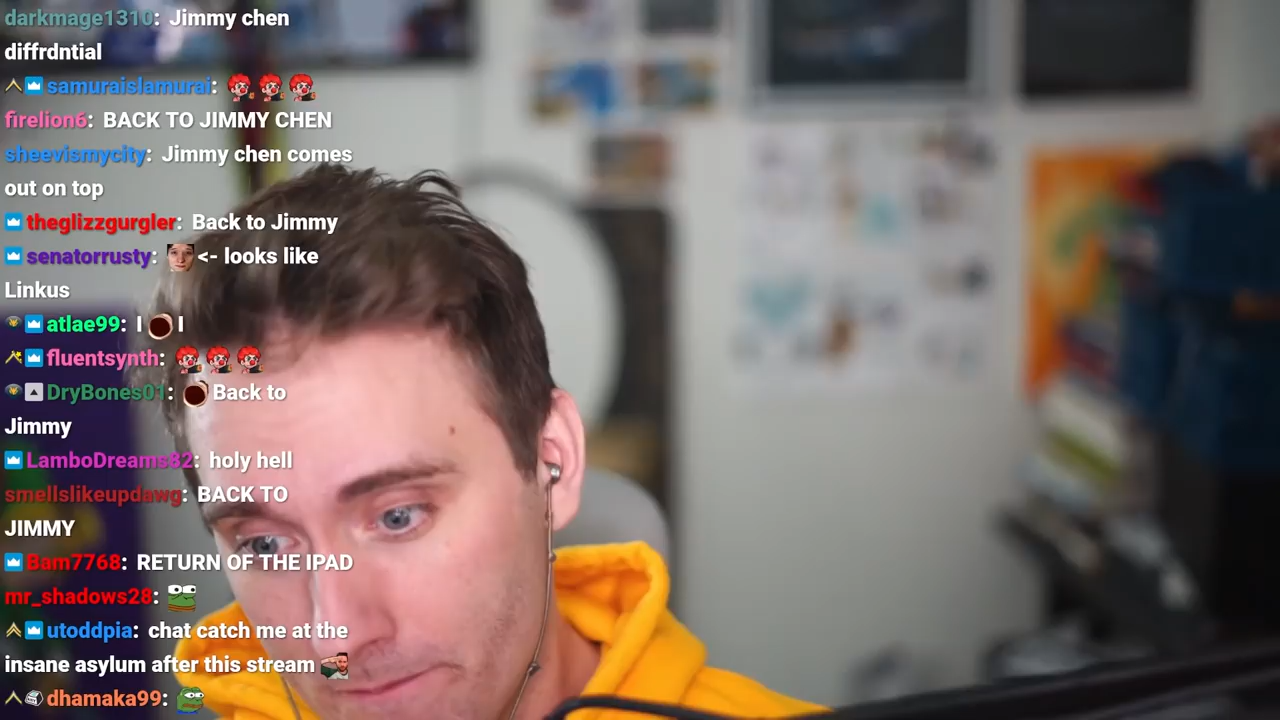 darkmage1310: Jimmy chen
diffrdntial
samuraislamurai:
firelion6: BACK TO JIMMY CHEN
sheevismycity: Jimmy chen comes
out on top
theglizzgurgler: Back to Jimmy
senatorrusty: <- looks like
Linkus
atlae99: I I
fluentsynth:
DryBones01: Back to
Jimmy
LamboDreams82: holy hell
smellslikeupdawg: BACK TO
JIMMY
Bam7768: RETURN OF THE IPAD
mr_shadows28:
utoddpia: chat catch me at the
insane asylum after this stream
dhamaka99: